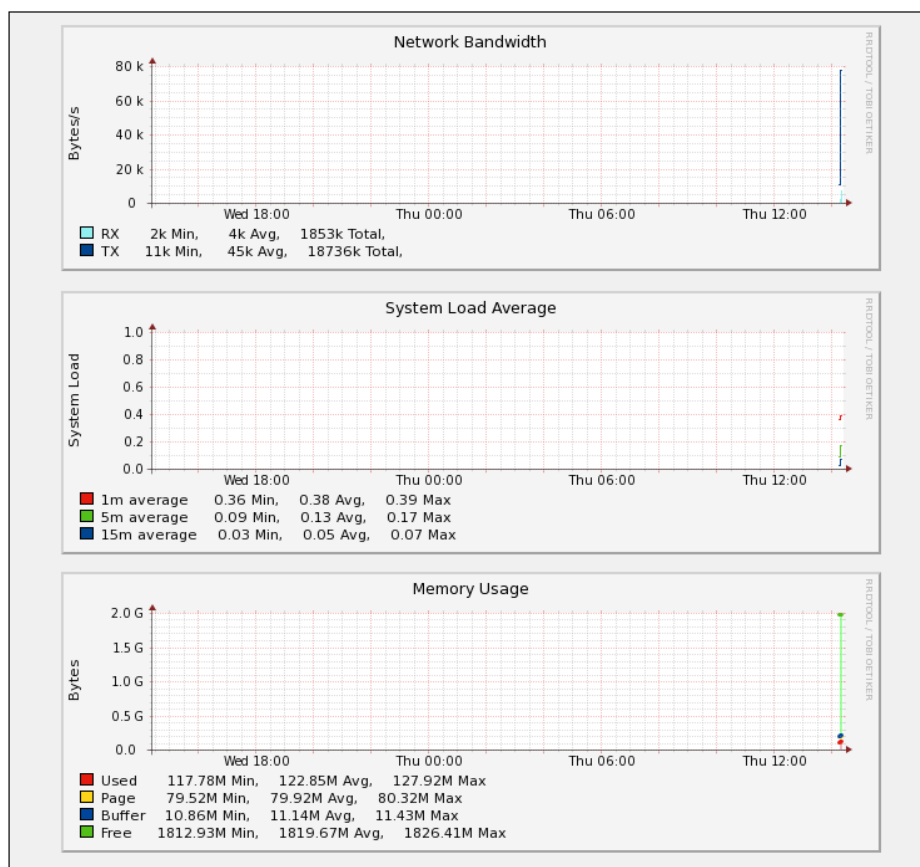 Network Bandwidth
RRDTOOL / TOBI OETIKER
Bytes/s
80 k
60 k
40 k
20 k
0
Wed 18:00 Thu 00:00 Thu 06:00 Thu 12:00
RX 2k Min, 4k Avg, 1853k Total,
TX 11k Min, 45k Avg, 18736k Total,
System Load Average
RRDTOOL / TOBI OETIKER
System Load
1.0
0.8
0.6
0.4
0.2
0.0
Wed 18:00 Thu 00:00 Thu 06:00 Thu 12:00
1m average 0.36 Min, 0.38 Avg, 0.39 Max
5m average 0.09 Min, 0.13 Avg, 0.17 Max
15m average 0.03 Min, 0.05 Avg, 0.07 Max
Memory Usage
RRDTOOL / TOBI OETIKER
Bytes
2.0 G
1.5 G
1.0 G
0.5 G
0.0
Wed 18:00 Thu 00:00 Thu 06:00 Thu 12:00
Used 117.78M Min, 122.85M Avg, 127.92M Max
Page 79.52M Min, 79.92M Avg, 80.32M Max
Buffer 10.86M Min, 11.14M Avg, 11.43M Max
Free 1812.93M Min, 1819.67M Avg, 1826.41M Max